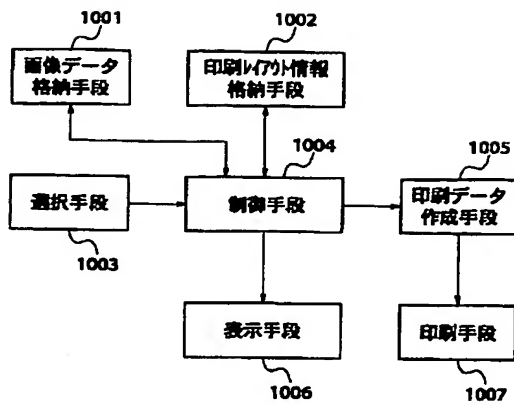 1001
1002
画像データ
格納手段
印刷レイアウト情報
格納手段
1004
1005
選択手段
制御手段
印刷データ
作成手段
1003
表示手段
印刷手段
1006
1007